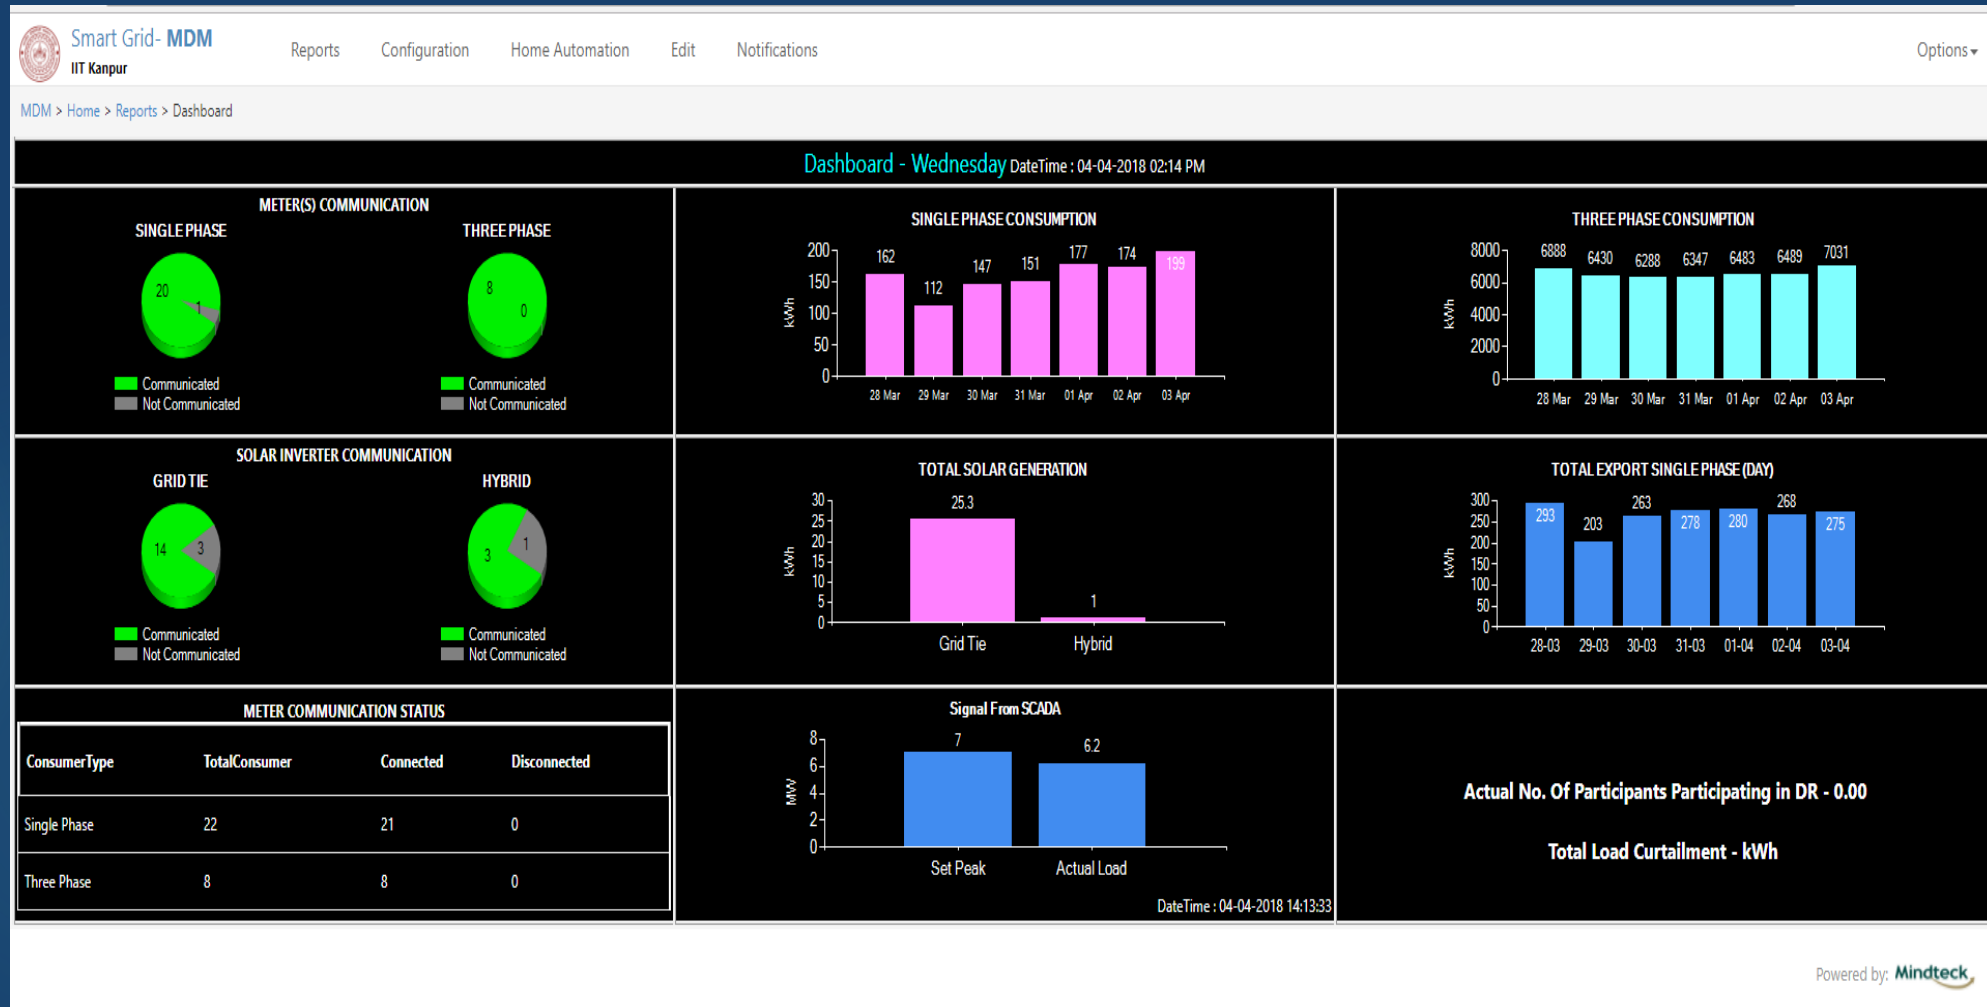 Smart Grid- MDM
IIT Kanpur
Reports Configuration Home Automation Edit Notifications Options
MDM > Home > Reports > Dashboard
Dashboard - Wednesday DateTime : 04-04-2018 02:14 PM
METER(S) COMMUNICATION
SINGLE PHASE THREE PHASE
20 1
8 0
Communicated Communicated
Not Communicated Not Communicated
SINGLE PHASE CONSUMPTION
kWh
200
150
100
50
0
162 112 147 151 177 174 199
28 Mar 29 Mar 30 Mar 31 Mar 01 Apr 02 Apr 03 Apr
THREE PHASE CONSUMPTION
kWh
8000
6000
4000
2000
0
6888 6430 6288 6347 6483 6489 7031
28 Mar 29 Mar 30 Mar 31 Mar 01 Apr 02 Apr 03 Apr
SOLAR INVERTER COMMUNICATION
GRID TIE HYBRID
14 3
3 1
Communicated Communicated
Not Communicated Not Communicated
TOTAL SOLAR GENERATION
kWh
30
25
20
15
10
5
0
25.3 1
Grid Tie Hybrid
TOTAL EXPORT SINGLE PHASE (DAY)
kWh
300
250
200
150
100
50
0
293 203 263 278 280 268 275
28-03 29-03 30-03 31-03 01-04 02-04 03-04
METER COMMUNICATION STATUS
ConsumerType TotalConsumer Connected Disconnected
Single Phase 22 21 0
Three Phase 8 8 0
Signal From SCADA
MW
8
6
4
2
0
7 6.2
Set Peak Actual Load
DateTime : 04-04-2018 14:13:33
Actual No. Of Participants Participating in DR - 0.00
Total Load Curtailment - kWh
Powered by: Mindteck